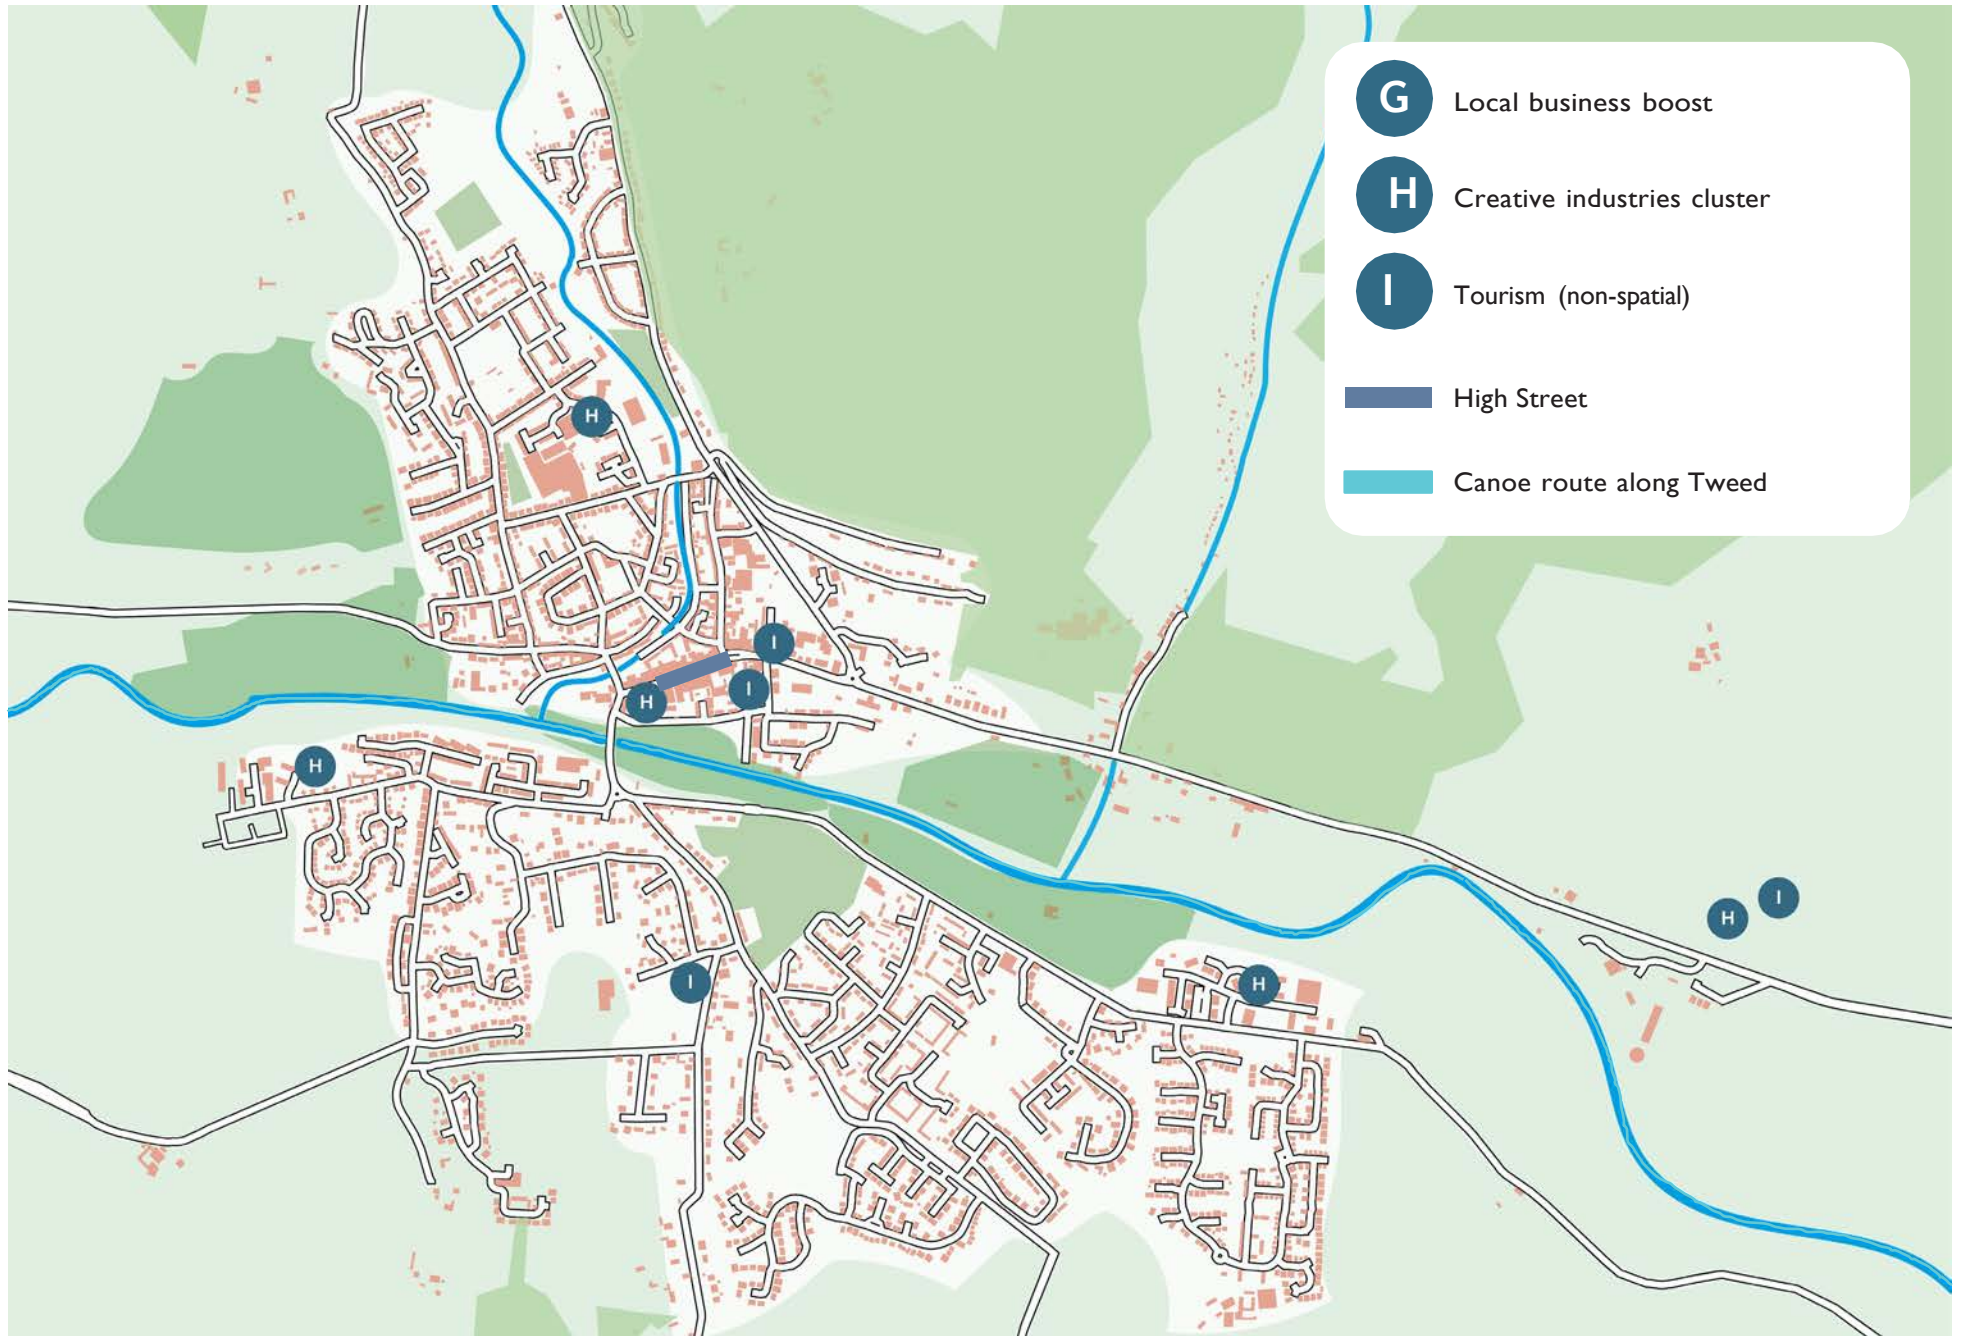 G Local business boost
H Creative industries cluster
I Tourism (non-spatial)
High Street
Canoe route along Tweed
H
I
H
I
H
I
H
H
I